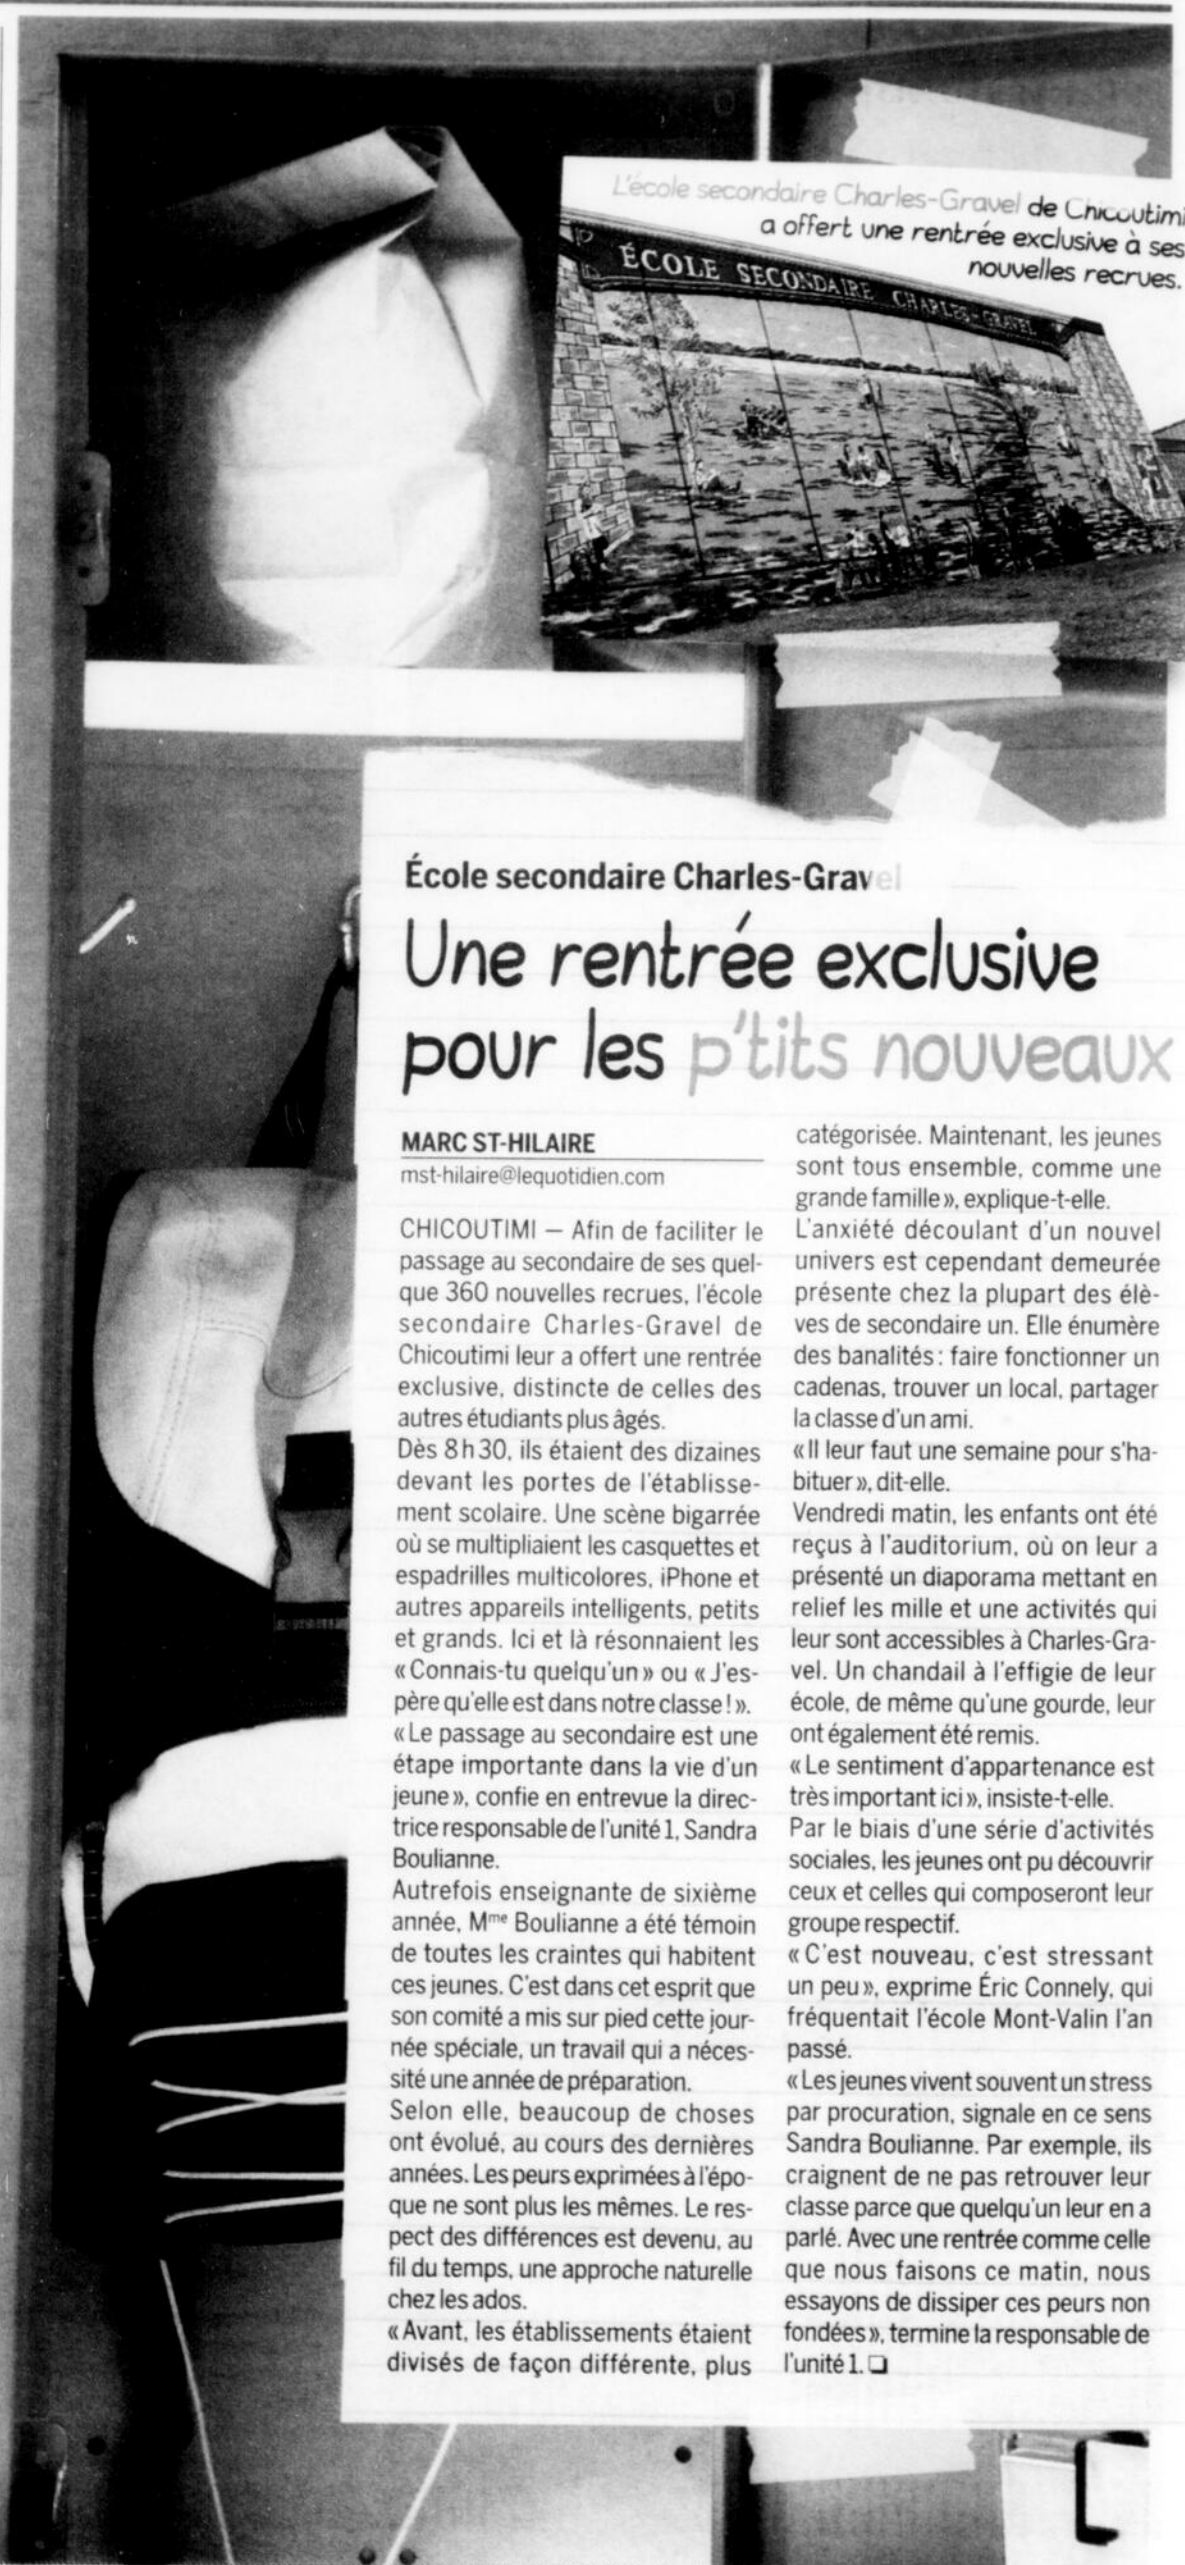 L'école secondaire Charles-Gravel de Chicoutimi
a offert une rentrée exclusive à ses
nouvelles recrues.
ÉCOLE SECONDAIRE CHARLES-GRAVEL
École secondaire Charles-Gravel
Une rentrée exclusive
pour les p'tits nouveaux
MARC ST-HILAIRE
mst-hilaire@lequotidien.com
CHICOUTIMI — Afin de faciliter le
passage au secondaire de ses quel-
que 360 nouvelles recrues, l'école
secondaire Charles-Gravel de
Chicoutimi leur a offert une rentrée
exclusive, distincte de celles des
autres étudiants plus âgés.
Dès 8 h 30, ils étaient des dizaines
devant les portes de l'établisse-
ment scolaire. Une scène bigarrée
où se multipliaient les casquettes et
espadrilles multicolores, iPhone et
autres appareils intelligents, petits
et grands. Ici et là résonnaient les
« Connais-tu quelqu'un » ou « J'es-
père qu'elle est dans notre classe ! ».
« Le passage au secondaire est une
étape importante dans la vie d'un
jeune », confie en entrevue la direc-
trice responsable de l'unité 1, Sandra
Boulianne.
Autrefois enseignante de sixième
année, Mme Boulianne a été témoin
de toutes les craintes qui habitent
ces jeunes. C'est dans cet esprit que
son comité a mis sur pied cette jour-
née spéciale, un travail qui a néces-
sité une année de préparation.
Selon elle, beaucoup de choses
ont évolué, au cours des dernières
années. Les peurs exprimées à l'épo-
que ne sont plus les mêmes. Le res-
pect des différences est devenu, au
fil du temps, une approche naturelle
chez les ados.
« Avant, les établissements étaient
divisés de façon différente, plus
catégorisée. Maintenant, les jeunes
sont tous ensemble, comme une
grande famille », explique-t-elle.
L'anxiété découlant d'un nouvel
univers est cependant demeurée
présente chez la plupart des élè-
ves de secondaire un. Elle énumère
des banalités : faire fonctionner un
cadenas, trouver un local, partager
la classe d'un ami.
« Il leur faut une semaine pour s'ha-
bituer », dit-elle.
Vendredi matin, les enfants ont été
reçus à l'auditorium, où on leur a
présenté un diaporama mettant en
relief les mille et une activités qui
leur sont accessibles à Charles-Gra-
vel. Un chandail à l'effigie de leur
école, de même qu'une gourde, leur
ont également été remis.
« Le sentiment d'appartenance est
très important ici », insiste-t-elle.
Par le biais d'une série d'activités
sociales, les jeunes ont pu découvrir
ceux et celles qui composeront leur
groupe respectif.
« C'est nouveau, c'est stressant
un peu », exprime Éric Connely, qui
fréquentait l'école Mont-Valin l'an
passé.
« Les jeunes vivent souvent un stress
par procuration, signale en ce sens
Sandra Boulianne. Par exemple, ils
craignent de ne pas retrouver leur
classe parce que quelqu'un leur en a
parlé. Avec une rentrée comme celle
que nous faisons ce matin, nous
essayons de dissiper ces peurs non
fondées », termine la responsable de
l'unité 1. ❏